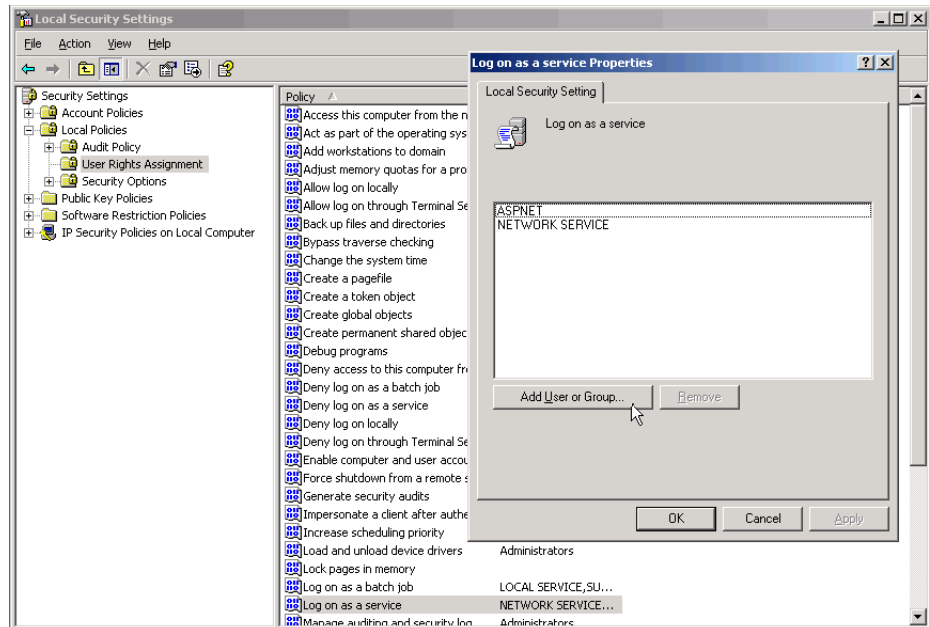 Local Security Settings
File Action View Help
Security Settings
Account Policies
Local Policies
Audit Policy
User Rights Assignment
Security Options
Public Key Policies
Software Restriction Policies
IP Security Policies on Local Computer
Policy
Access this computer from the n
Act as part of the operating sys
Add workstations to domain
Adjust memory quotas for a pro
Allow log on locally
Allow log on through Terminal Se
Back up files and directories
Bypass traverse checking
Change the system time
Create a pagefile
Create a token object
Create global objects
Create permanent shared objec
Debug programs
Deny access to this computer fr
Deny log on as a batch job
Deny log on as a service
Deny log on locally
Deny log on through Terminal Se
Enable computer and user accou
Force shutdown from a remote s
Generate security audits
Impersonate a client after authe
Increase scheduling priority
Load and unload device drivers Administrators
Lock pages in memory
Log on as a batch job LOCAL SERVICE,SU...
Log on as a service NETWORK SERVICE...
Manage auditing and security log Administrators
Log on as a service Properties
Local Security Setting
Log on as a service
ASPNET
NETWORK SERVICE
Add User or Group... Remove
OK Cancel Apply